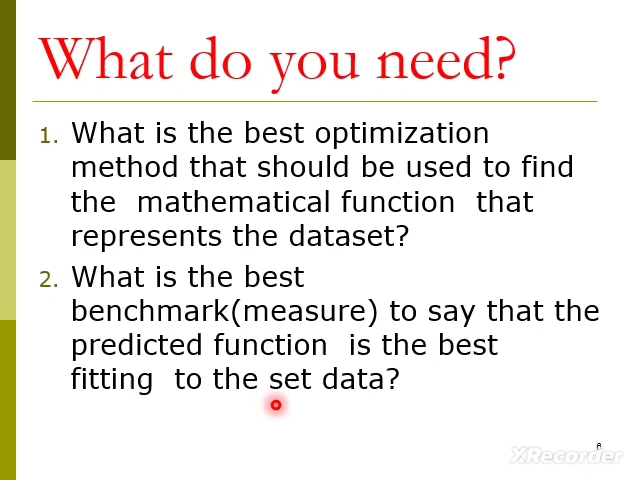 What do you need?
1. What is the best optimization
method that should be used to find
the mathematical function that
represents the dataset?
2. What is the best
benchmark(measure) to say that the
predicted function is the best
fitting to the set data?
6
XRecorder